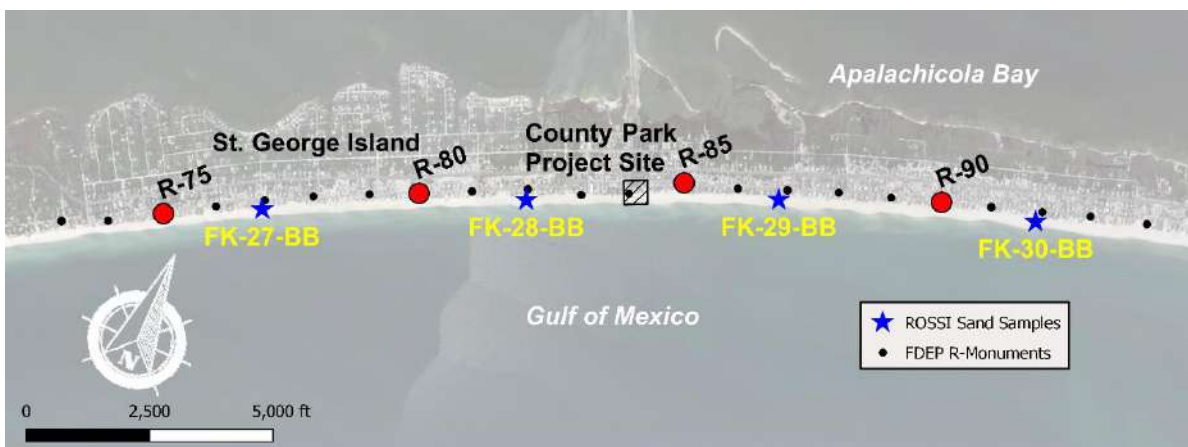 Apalachicola Bay
St. George Island
County Park
Project Site
R-75
R-80
R-85
R-90
FK-27-BB
FK-28-BB
FK-29-BB
FK-30-BB
Gulf of Mexico
N
ROSSI Sand Samples
FDEP R-Monuments
0 2,500 5,000 ft